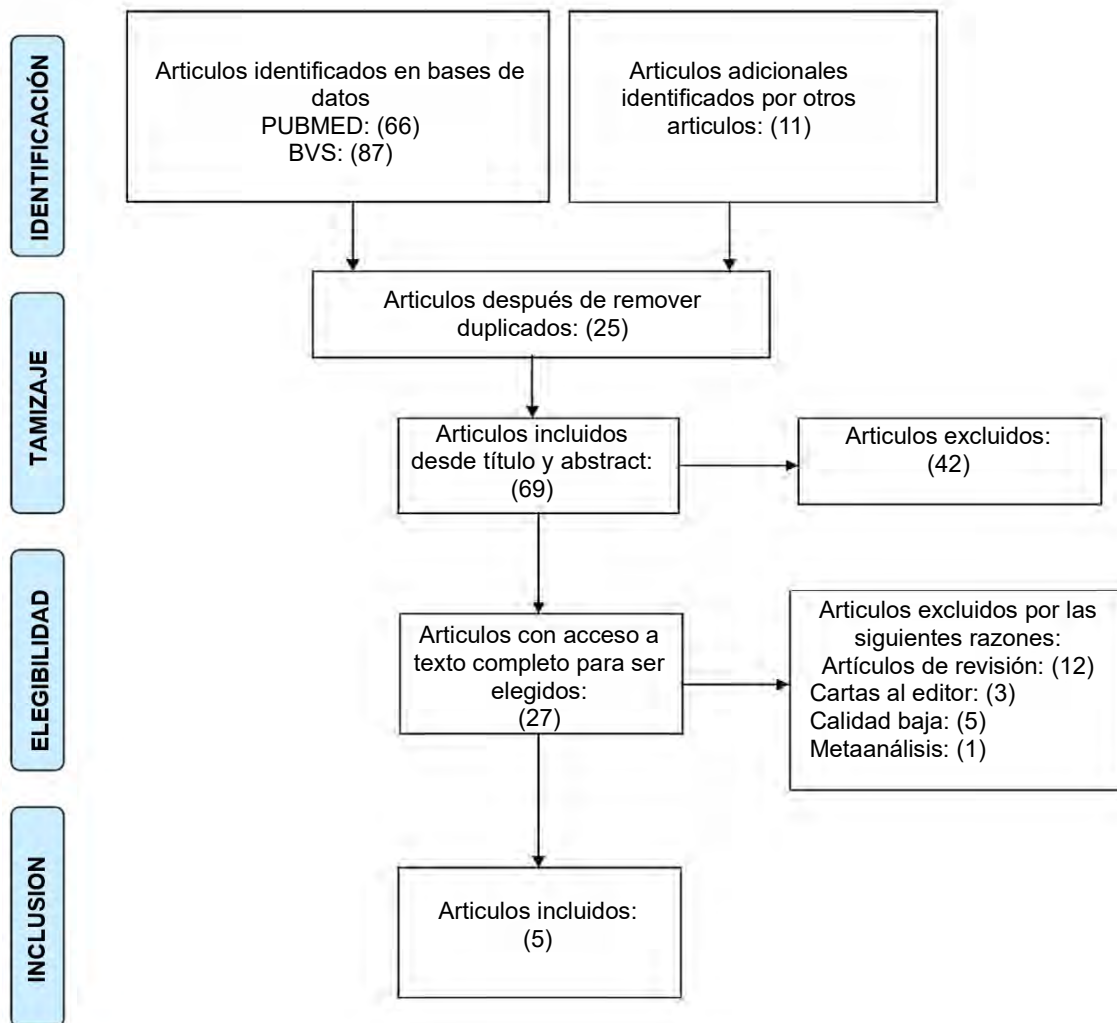 IDENTIFICACIÓN
Articulos identificados en bases de
datos
PUBMED: (66)
BVS: (87)
Articulos adicionales
identificados por otros
articulos: (11)
TAMIZAJE
Articulos después de remover
duplicados: (25)
Articulos incluidos
desde título y abstract:
(69)
Articulos excluidos:
(42)
ELEGIBILIDAD
Articulos con acceso a
texto completo para ser
elegidos:
(27)
Articulos excluidos por las
siguientes razones:
Artículos de revisión: (12)
Cartas al editor: (3)
Calidad baja: (5)
Metaanálisis: (1)
INCLUSION
Articulos incluidos:
(5)